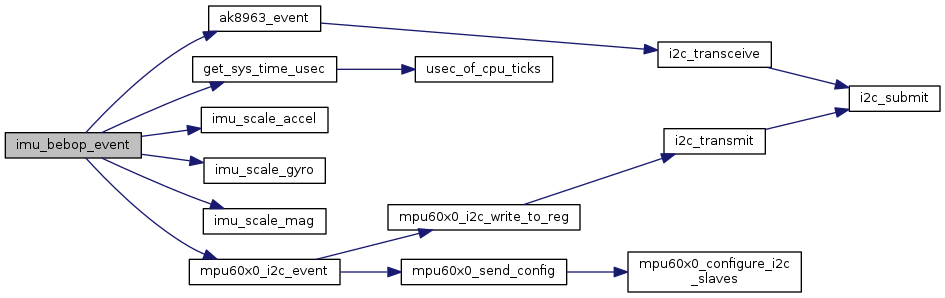 ak8963_event
i2c_transceive
get_sys_time_usec
usec_of_cpu_ticks
i2c_submit
imu_scale_accel
imu_bebop_event
i2c_transmit
imu_scale_gyro
imu_scale_mag
mpu60x0_i2c_write_to_reg
mpu60x0_i2c_event
mpu60x0_send_config
mpu60x0_configure_i2c
_slaves